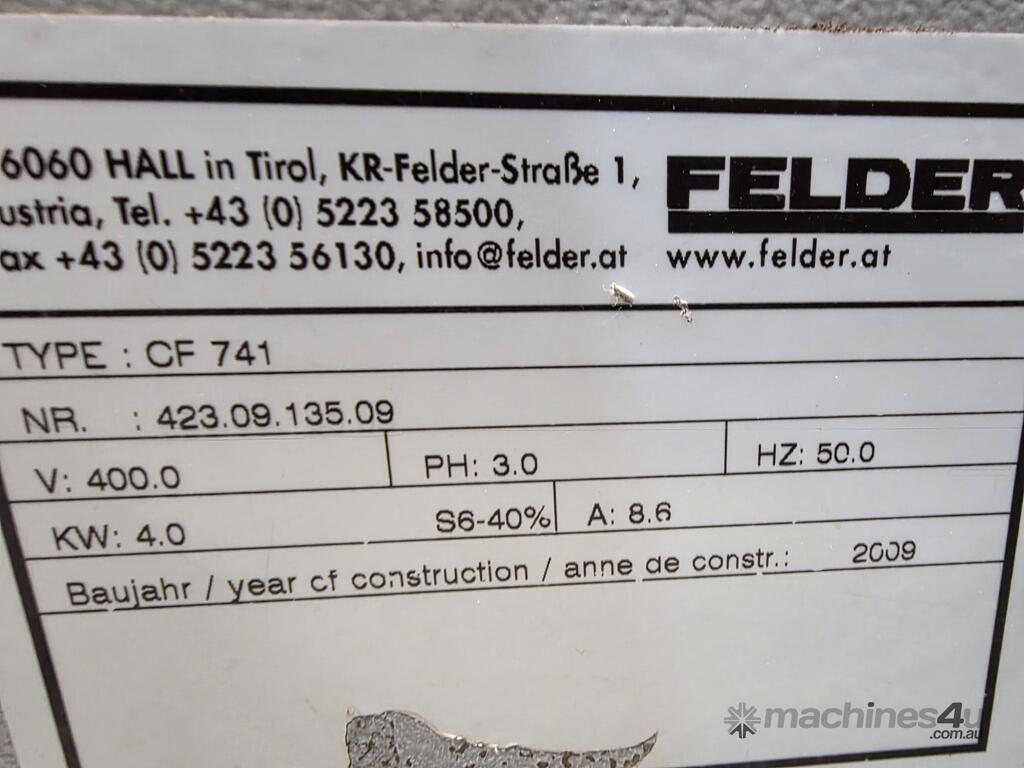 6060 HALL in Tirol, KR-Felder-Straße 1,
ustria, Tel. +43 (0) 5223 58500,
ax +43 (0) 5223 56130, info@felder.at
FELDER
www.felder.at
TYPE : CF 741
NR. : 423.09.135.09
V: 400.0 PH: 3.0 HZ: 50.0
KW: 4.0 S6-40% A: 8.6
Baujahr / year of construction / anne de constr.: 2009
machines4u
.com.au